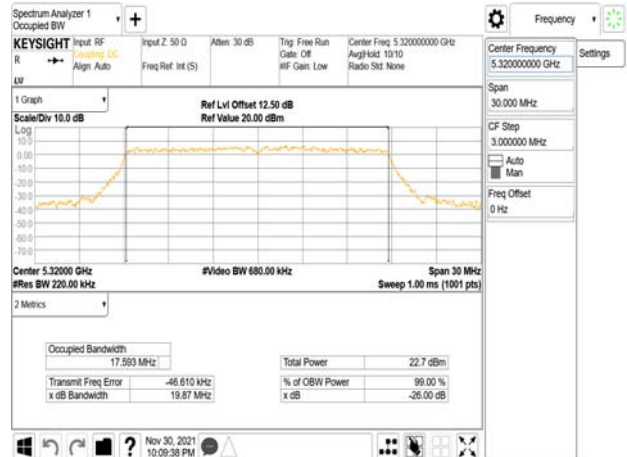 Spectrum Analyzer 1
Occupied BW
Frequency
KEYSIGHT
R
LVI
Input: RF
Coupling: DC
Align: Auto
Input Z: 50 Ω
Freq Ref: Int (S)
Atten: 30 dB
Trig: Free Run
Gate: Off
#IF Gain: Low
Center Freq: 5.320000000 GHz
Avg|Hold: 10/10
Radio Std: None
Center Frequency
5.320000000 GHz
Settings
Span
30.000 MHz
CF Step
3.000000 MHz
Auto
Man
Freq Offset
0 Hz
1 Graph
Scale/Div 10.0 dB
Ref Lvl Offset 12.50 dB
Ref Value 20.00 dBm
Log
10.0
0.00
-10.0
-20.0
-30.0
-40.0
-50.0
-60.0
-70.0
Center 5.32000 GHz
#Res BW 220.00 kHz
#Video BW 680.00 kHz
Span 30 MHz
Sweep 1.00 ms (1001 pts)
2 Metrics
Occupied Bandwidth
17.593 MHz
Transmit Freq Error -46.610 kHz
x dB Bandwidth 19.87 MHz
Total Power 22.7 dBm
% of OBW Power 99.00 %
x dB -26.00 dB
?
Nov 30, 2021
10:09:38 PM